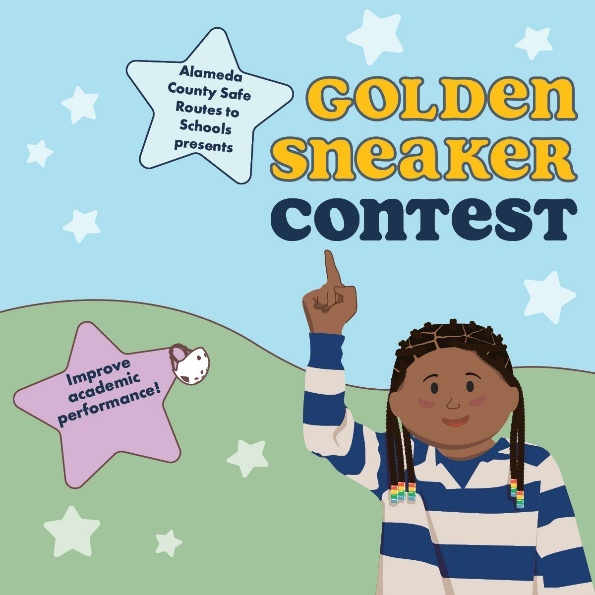 Alameda
County Safe
Routes to
Schools
presents
GOLDEN
SNEAKER
CONTEST
Improve
academic
performance!